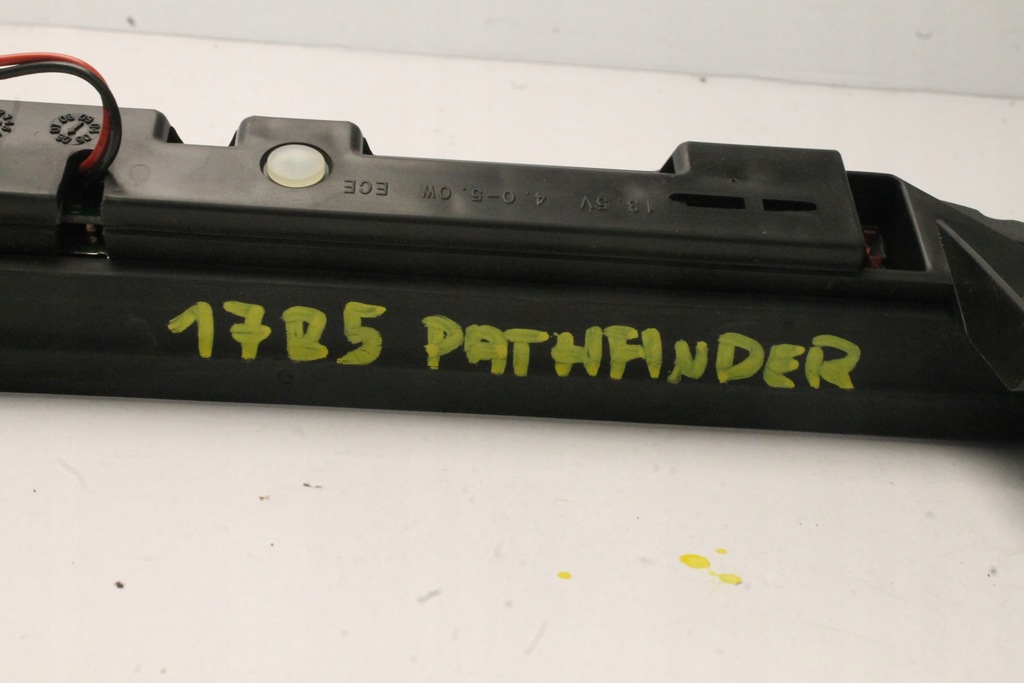 13.5V 4.0-5.0W ECE
17B5 PATHFINDER